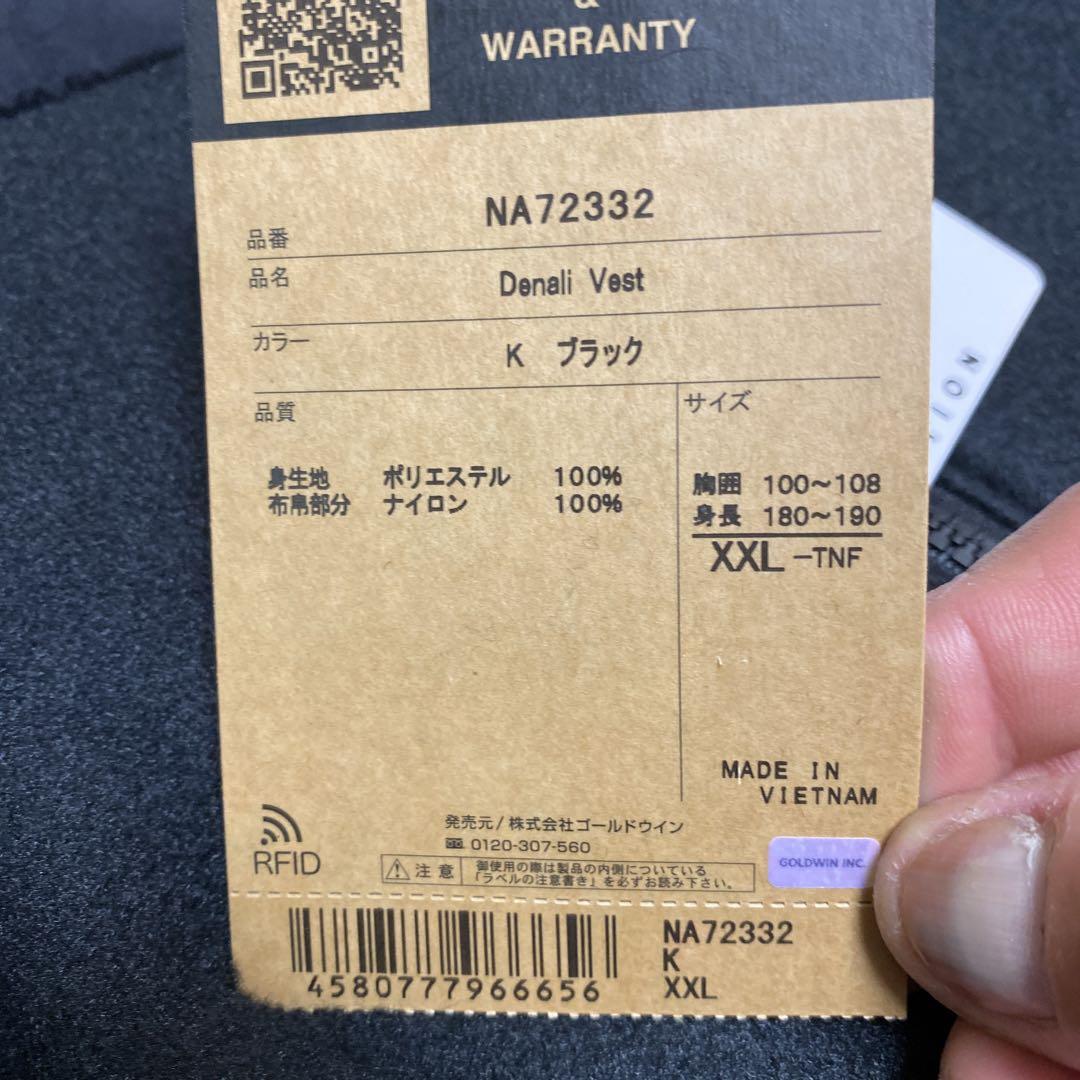 &
WARRANTY
品番 NA72332
品名 Denali Vest
カラー K ブラック
品質
サイズ
身生地 ポリエステル 100%
布帛部分 ナイロン 100%
胸囲 100~108
身長 180~190
XXL -TNF
MADE IN
VIETNAM
RFID
発売元/株式会社ゴールドウイン
0120-307-560
注意
御使用の際は製品の内側についている
「ラベルの注意書き」を必ずお読み下さい。
GOLDWIN INC.
4580777966656
NA72332
K
XXL